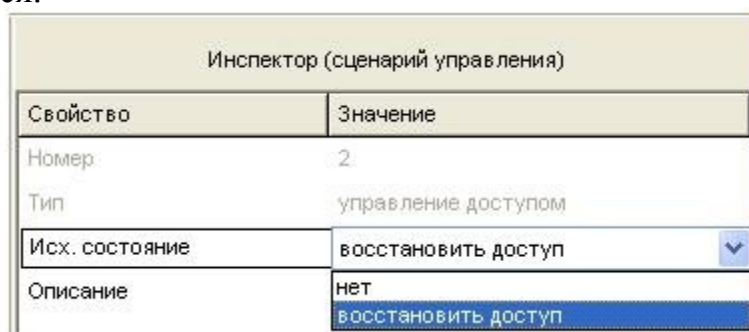 Инспектор (сценарий управления)
Свойство Значение
Номер 2
Тип управление доступом
Исх. состояние восстановить доступ
Описание нет
восстановить доступ